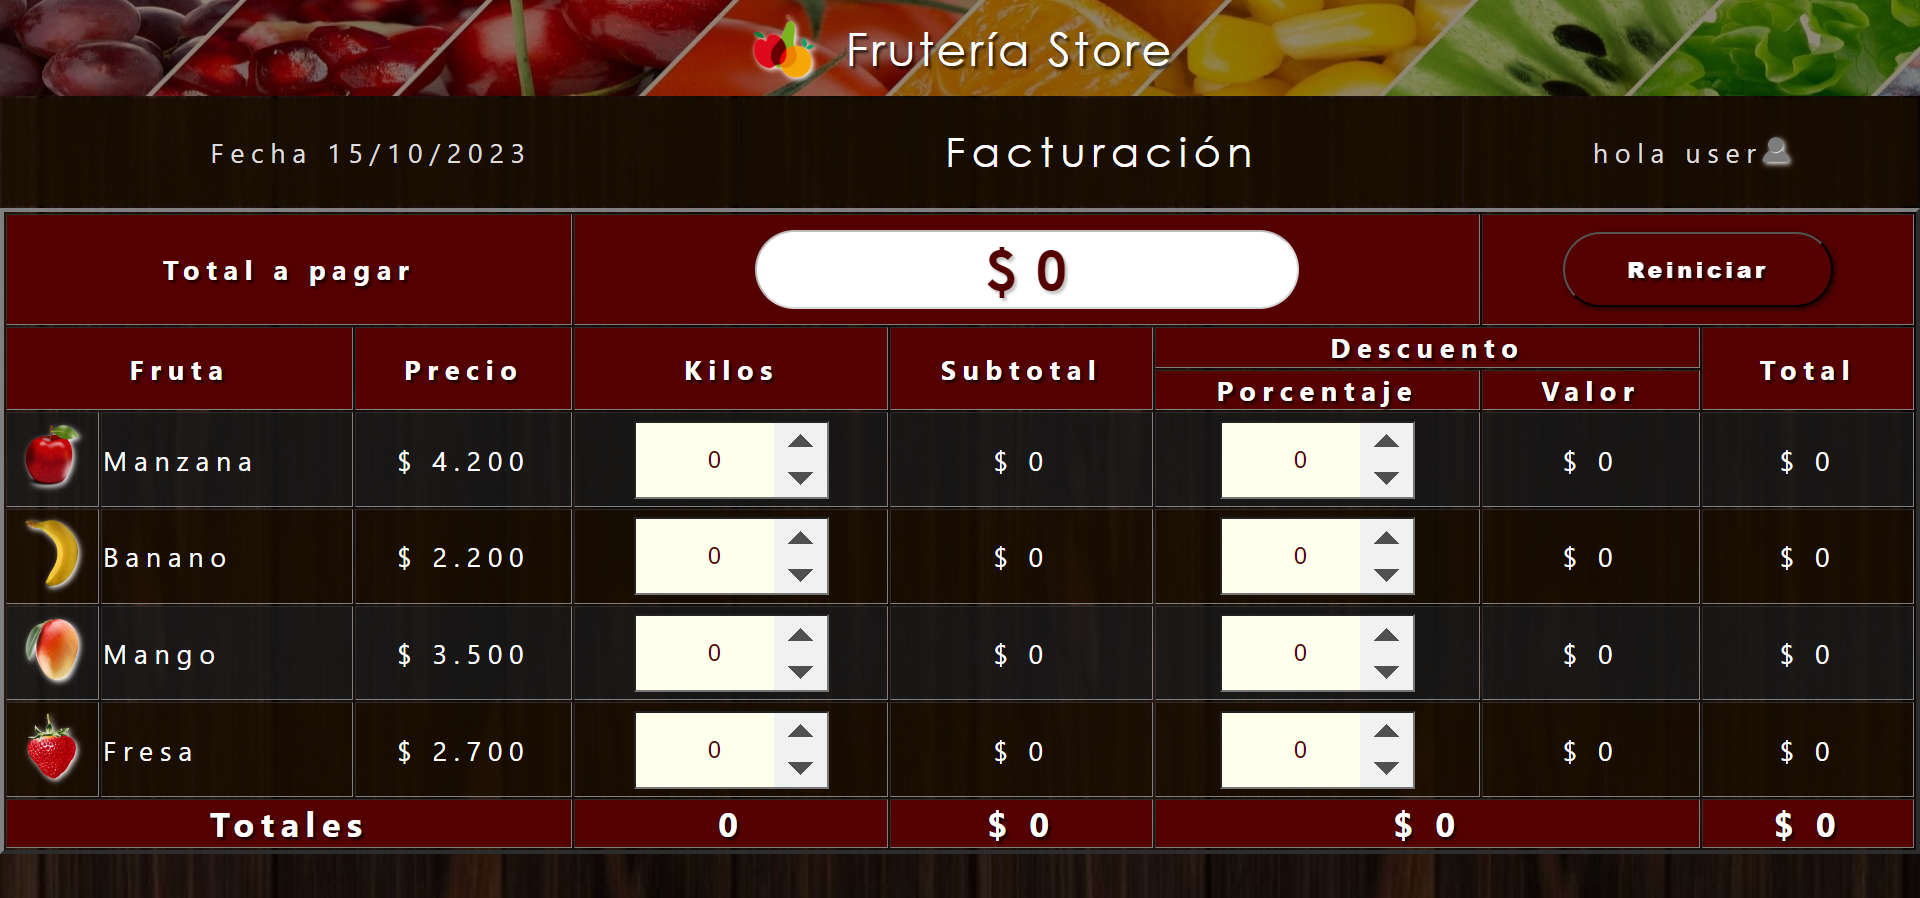 Frutería Store
Fecha 15/10/2023
Facturación
hola user
Total a pagar
$ 0
Reiniciar
Fruta Precio Kilos Subtotal Descuento Total
Porcentaje Valor
Manzana $ 4.200 0 $ 0 0 $ 0 $ 0
Banano $ 2.200 0 $ 0 0 $ 0 $ 0
Mango $ 3.500 0 $ 0 0 $ 0 $ 0
Fresa $ 2.700 0 $ 0 0 $ 0 $ 0
Totales 0 $ 0 $ 0 $ 0